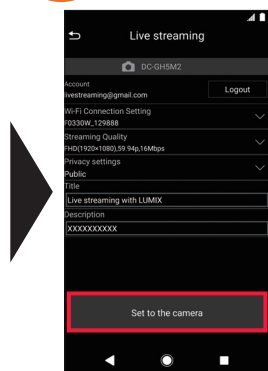 Live streaming
DC-GH5M2
Account
livestreaming@gmail.com
Logout
Wi-Fi Connection Setting
F0330W_129888
Streaming Quality
FHD(1920×1080),59.94p,16Mbps
Privacy settings
Public
Title
Live streaming with LUMIX
Description
XXXXXXXXXX
Set to the camera